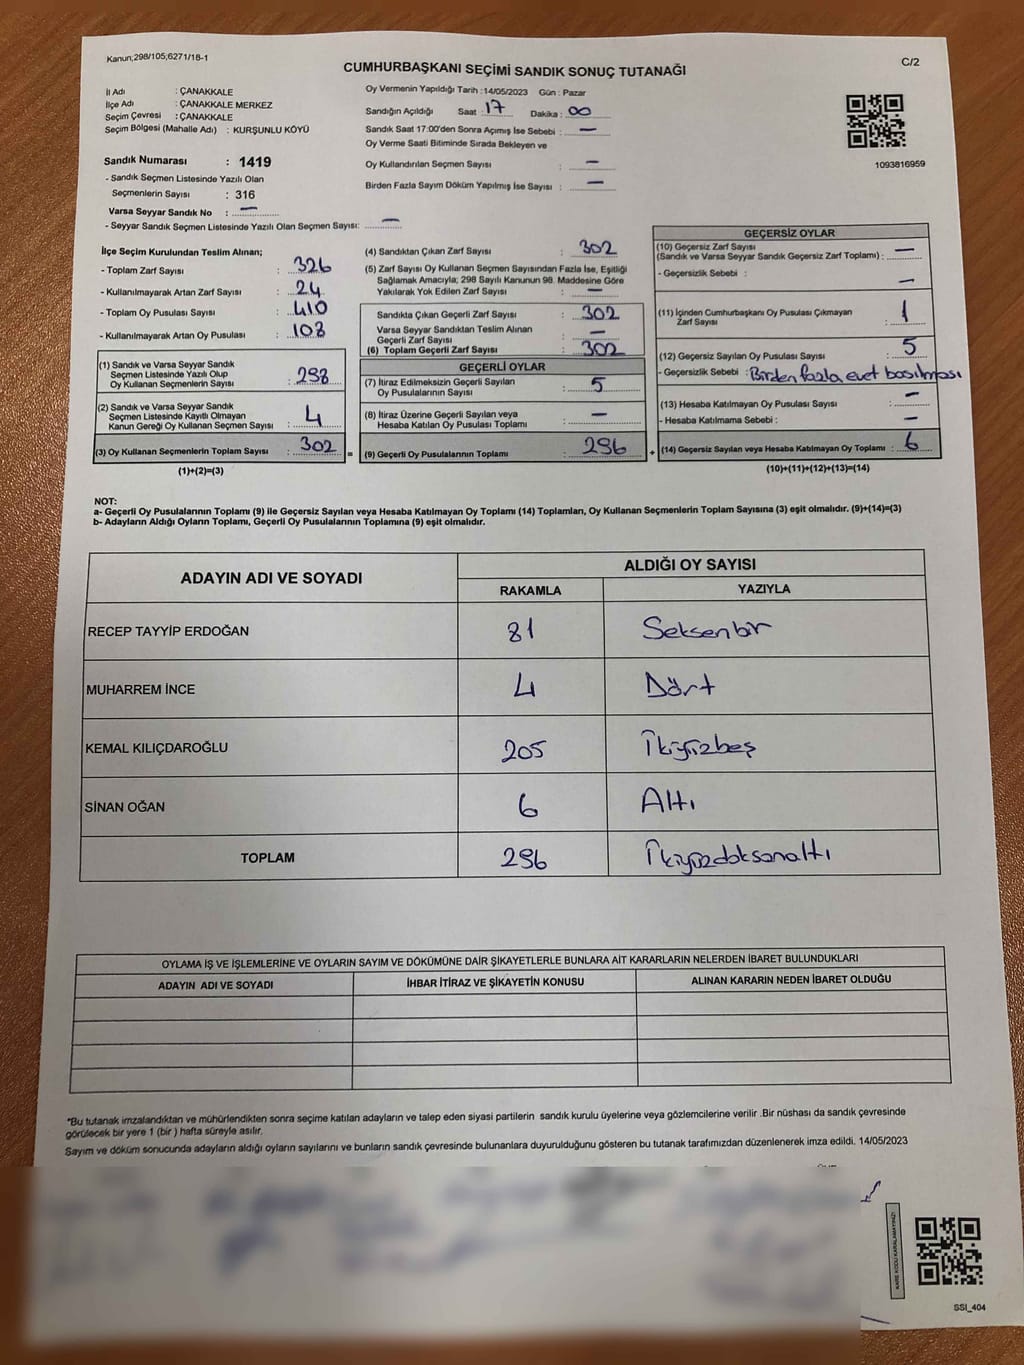 Kanun;298/105;6271/18-1
C/2
CUMHURBAŞKANI SEÇİMİ SANDIK SONUÇ TUTANAĞI
İl Adı : ÇANAKKALE
İlçe Adı : ÇANAKKALE MERKEZ
Seçim Çevresi : ÇANAKKALE
Seçim Bölgesi (Mahalle Adı) : KURŞUNLU KÖYÜ
Sandık Numarası : 1419
- Sandık Seçmen Listesinde Yazılı Olan
Seçmenlerin Sayısı : 316
Varsa Seyyar Sandık No : —
- Seyyar Sandık Seçmen Listesinde Yazılı Olan Seçmen Sayısı: —
Oy Vermenin Yapıldığı Tarih :14/05/2023 Gün : Pazar
Sandığın Açıldığı Saat 17 Dakika : 00
Sandık Saat 17:00'den Sonra Açımış İse Sebebi : —
Oy Verme Saati Bitiminde Sırada Bekleyen ve
Oy Kullandırılan Seçmen Sayısı : —
Birden Fazla Sayım Döküm Yapılmış İse Sayısı : —
1093816959
İlçe Seçim Kurulundan Teslim Alınan;
- Toplam Zarf Sayısı : 326
- Kullanılmayarak Artan Zarf Sayısı : 24
- Toplam Oy Pusulası Sayısı : 410
- Kullanılmayarak Artan Oy Pusulası : 108
(1) Sandık ve Varsa Seyyar Sandık
Seçmen Listesinde Yazılı Olup
Oy Kullanan Seçmenlerin Sayısı : 298
(2) Sandık ve Varsa Seyyar Sandık
Seçmen Listesinde Kayıtlı Olmayan
Kanun Gereği Oy Kullanan Seçmen Sayısı : 4
(3) Oy Kullanan Seçmenlerin Toplam Sayısı : 302
(1)+(2)=(3)
(4) Sandıktan Çıkan Zarf Sayısı : 302
(5) Zarf Sayısı Oy Kullanan Seçmen Sayısından Fazla İse, Eşitliği
Sağlamak Amacıyla; 298 Sayılı Kanunun 98. Maddesine Göre
Yakılarak Yok Edilen Zarf Sayısı : —
Sandıkta Çıkan Geçerli Zarf Sayısı : 302
Varsa Seyyar Sandıktan Teslim Alınan
Geçerli Zarf Sayısı : —
(6) Toplam Geçerli Zarf Sayısı : 302
=
GEÇERLİ OYLAR
(7) İtiraz Edilmeksizin Geçerli Sayılan
Oy Pusulalarının Sayısı : 5
(8) İtiraz Üzerine Geçerli Sayılan veya
Hesaba Katılan Oy Pusulası Toplamı : —
(9) Geçerli Oy Pusulalarının Toplamı : 296
+
GEÇERSİZ OYLAR
(10) Geçersiz Zarf Sayısı
(Sandık ve Varsa Seyyar Sandık Geçersiz Zarf Toplamı) : —
- Geçersizlik Sebebi : —
(11) İçinden Cumhurbaşkanı Oy Pusulası Çıkmayan
Zarf Sayısı : 1
(12) Geçersiz Sayılan Oy Pusulası Sayısı : 5
- Geçersizlik Sebebi : Birden fazla evet basılması
(13) Hesaba Katılmayan Oy Pusulası Sayısı : —
- Hesaba Katılmama Sebebi : —
(14) Geçersiz Sayılan veya Hesaba Katılmayan Oy Toplamı : 6
(10)+(11)+(12)+(13)=(14)
NOT:
a- Geçerli Oy Pusulalarının Toplamı (9) ile Geçersiz Sayılan veya Hesaba Katılmayan Oy Toplamı (14) Toplamları, Oy Kullanan Seçmenlerin Toplam Sayısına (3) eşit olmalıdır. (9)+(14)=(3)
b- Adayların Aldığı Oyların Toplamı, Geçerli Oy Pusulalarının Toplamına (9) eşit olmalıdır.
ADAYIN ADI VE SOYADI
ALDIĞI OY SAYISI
RAKAMLA YAZIYLA
RECEP TAYYİP ERDOĞAN 81 Seksenbir
MUHARREM İNCE 4 Dört
KEMAL KILIÇDAROĞLU 205 İkiyüzbeş
SİNAN OĞAN 6 Altı
TOPLAM 296 İkiyüzdoksanaltı
OYLAMA İŞ VE İŞLEMLERİNE VE OYLARIN SAYIM VE DÖKÜMÜNE DAİR ŞİKAYETLERLE BUNLARA AİT KARARLARIN NELERDEN İBARET BULUNDUKLARI
ADAYIN ADI VE SOYADI İHBAR İTİRAZ VE ŞİKAYETİN KONUSU ALINAN KARARIN NEDEN İBARET OLDUĞU
*Bu tutanak imzalandıktan ve mühürlendikten sonra seçime katılan adayların ve talep eden siyasi partilerin sandık kurulu üyelerine veya gözlemcilerine verilir .Bir nüshası da sandık çevresinde
görülecek bir yere 1 (bir ) hafta süreyle asılır.
Sayım ve döküm sonucunda adayların aldığı oyların sayılarını ve bunların sandık çevresinde bulunanlara duyurulduğunu gösteren bu tutanak tarafımızdan düzenlenerek imza edildi. 14/05/2023
KARE KODU KARALAMAYINIZ!
SSI_404